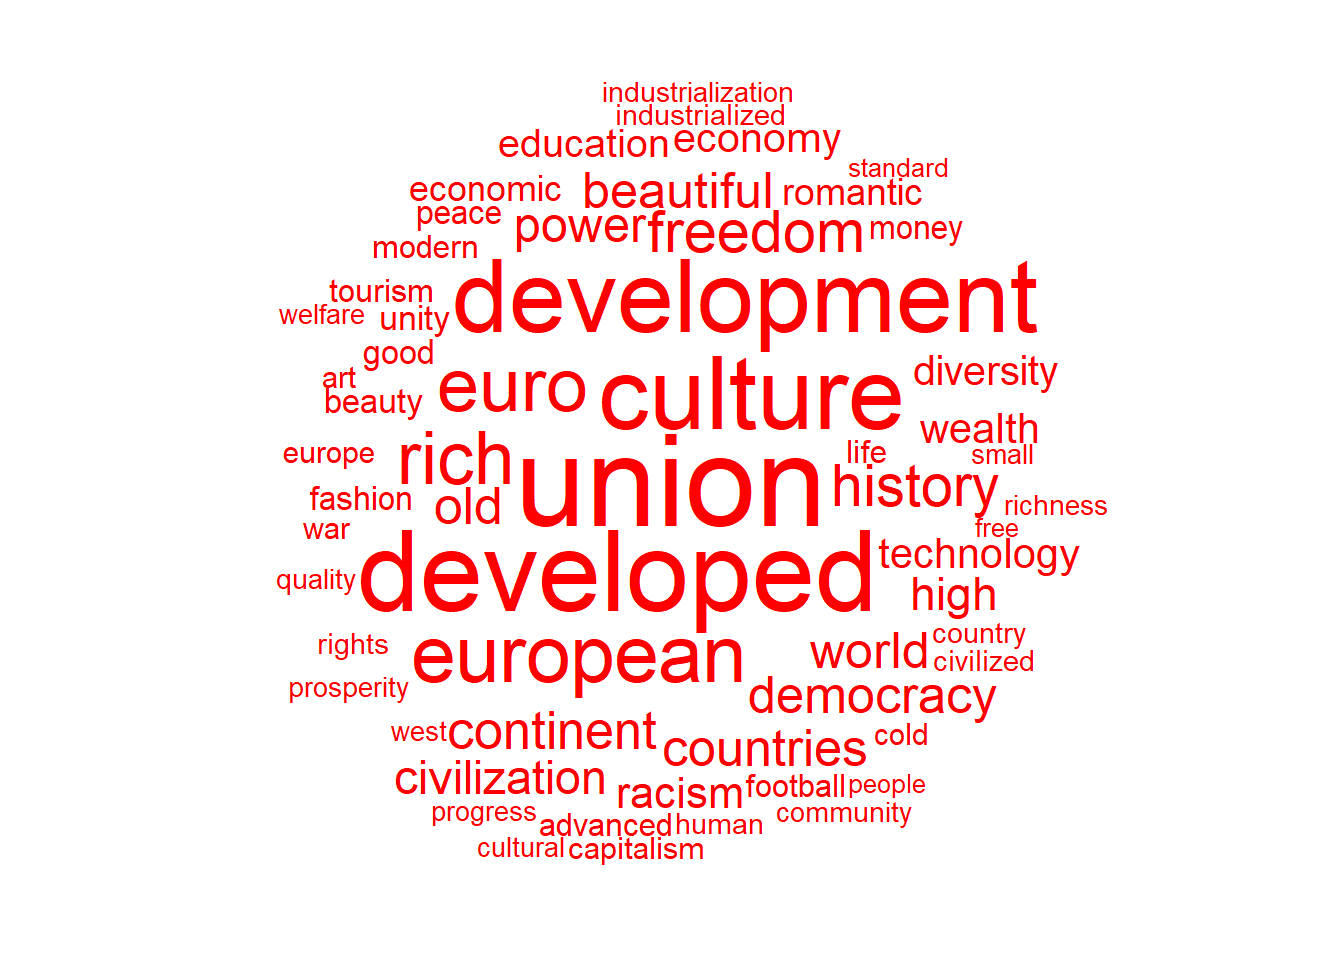 industrialization
industrialized
education economy
standard
economic beautiful romantic
peace power freedom money
modern
tourism development
welfare unity
good
art euro culture diversity
beauty
wealth
europe rich life small
fashion old union history richness
war free
technology
quality developed high
rights european world country
civilized
prosperity democracy
west continent countries cold
civilization racism football people
progress advanced human community
cultural capitalism